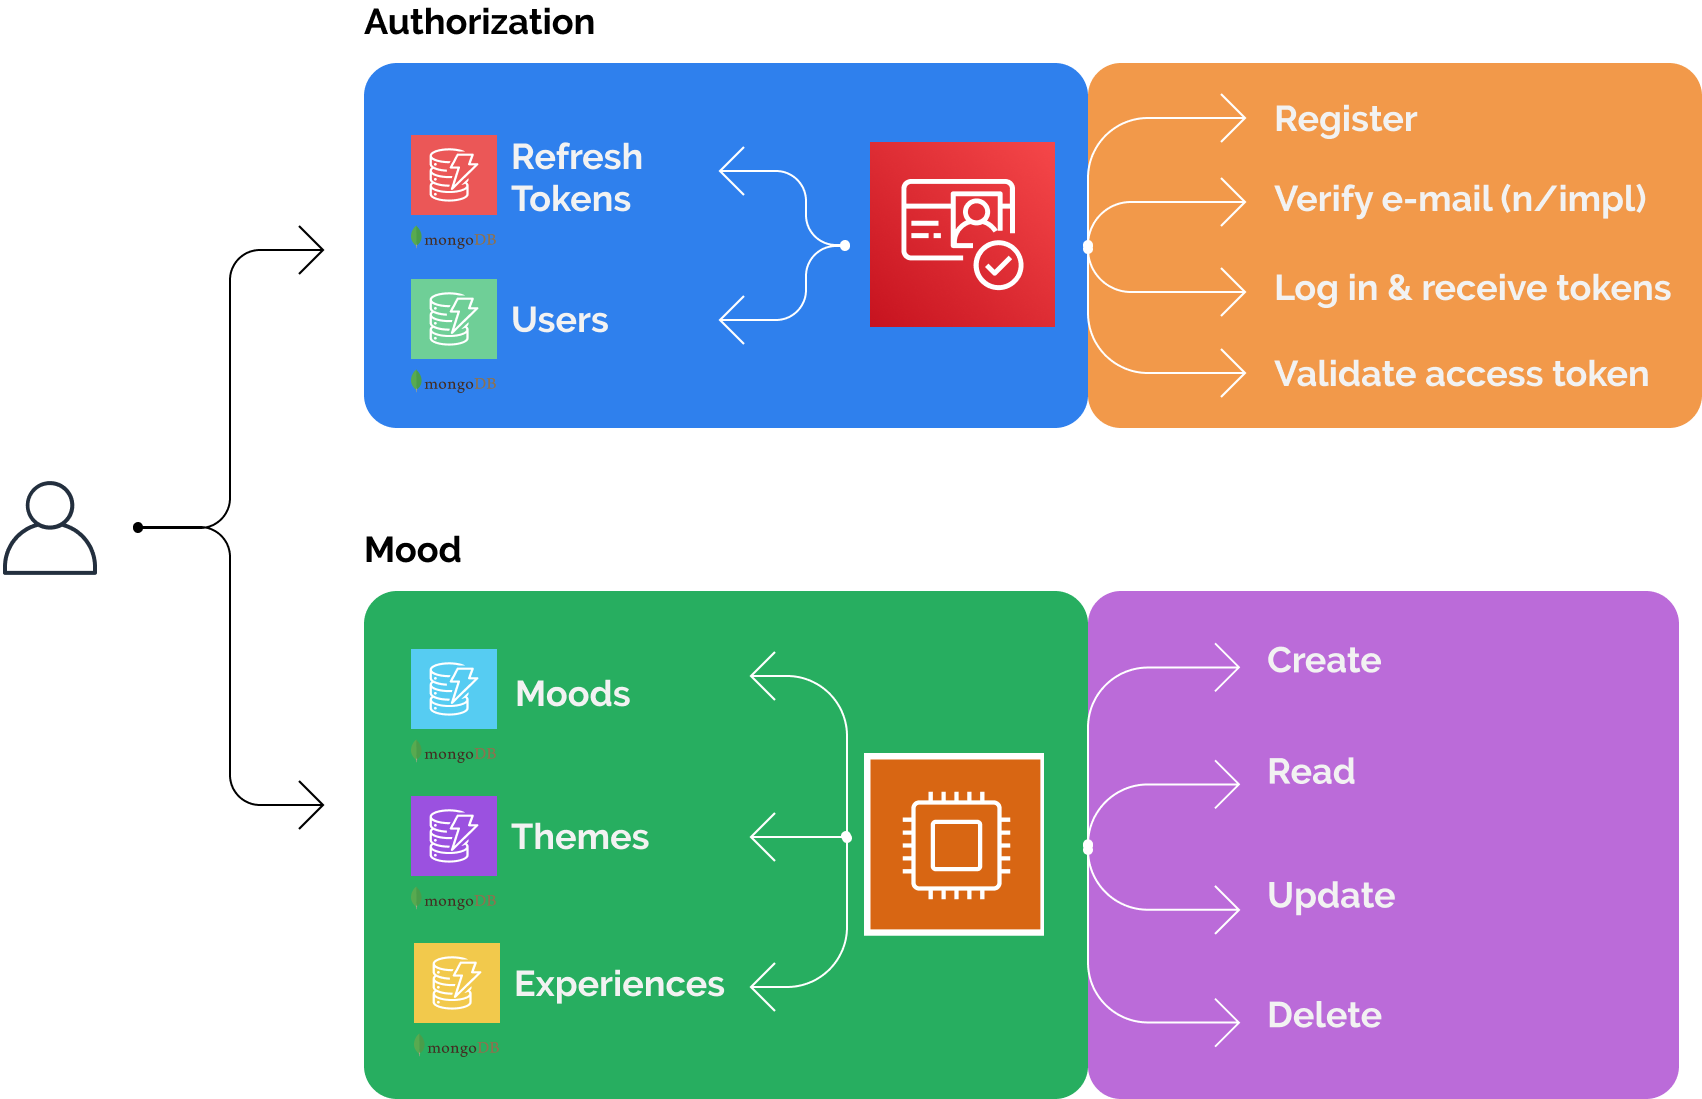 Authorization
Refresh
Tokens
mongoDB
Users
mongoDB
Register
Verify e-mail (n/impl)
Log in & receive tokens
Validate access token
Mood
Moods
mongoDB
Themes
mongoDB
Experiences
mongoDB
Create
Read
Update
Delete